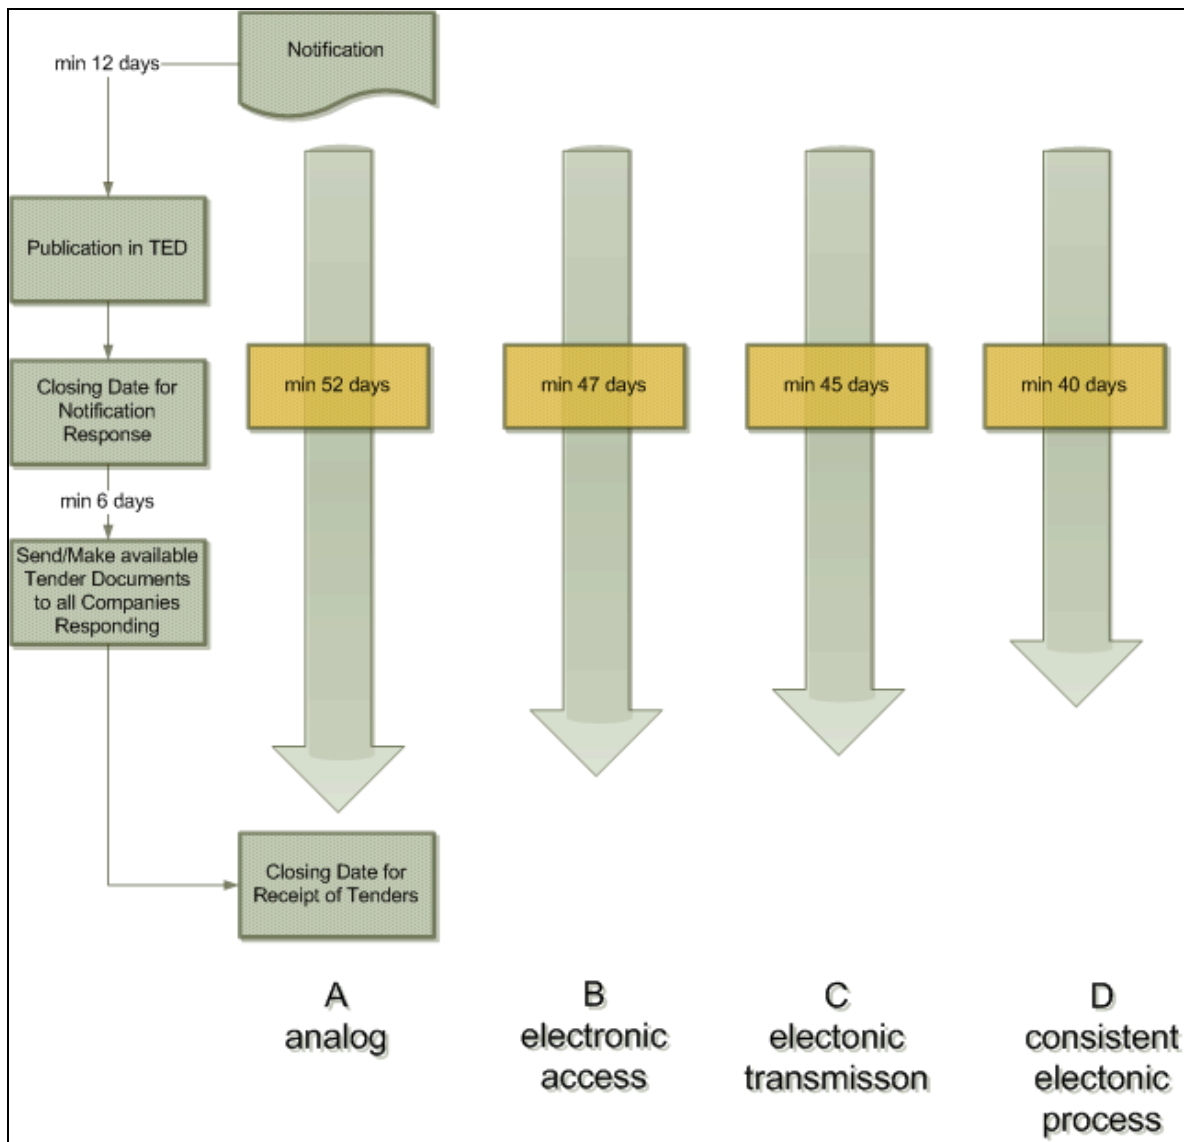 Notification
min 12 days
Publication in TED
Closing Date for
Notification
Response
min 52 days
min 47 days
min 45 days
min 40 days
min 6 days
Send/Make available
Tender Documents
to all Companies
Responding
Closing Date for
Receipt of Tenders
A
analog
B
electronic
access
C
electonic
transmisson
D
consistent
electonic
process